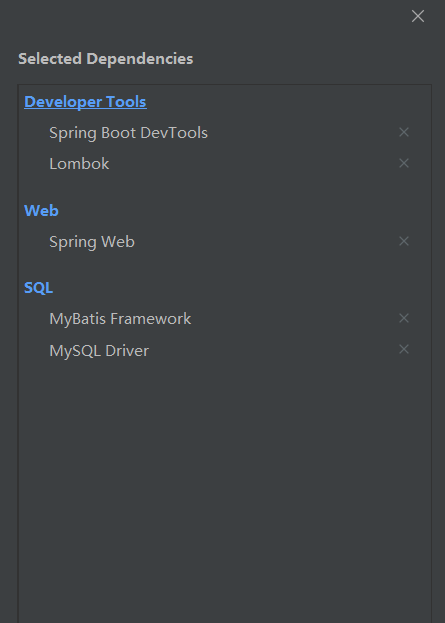 Selected Dependencies
Developer Tools
Spring Boot DevTools
Lombok
Web
Spring Web
SQL
MyBatis Framework
MySQL Driver